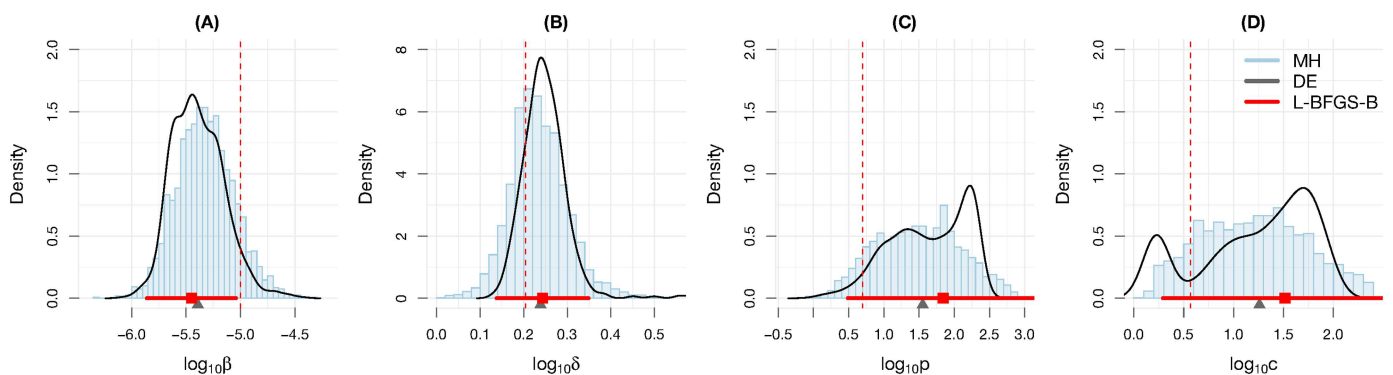 (A)
Density
2.0
1.5
1.0
0.5
0.0
−6.0 −5.5 −5.0 −4.5
log10β
(B)
Density
8
6
4
2
0
0.0 0.1 0.2 0.3 0.4 0.5
log10δ
(C)
Density
2.0
1.5
1.0
0.5
0.0
−0.5 0.5 1.0 1.5 2.0 2.5 3.0
log10p
(D)
Density
2.0
1.5
1.0
0.5
0.0
0.0 0.5 1.0 1.5 2.0
log10c
MH
DE
L-BFGS-B